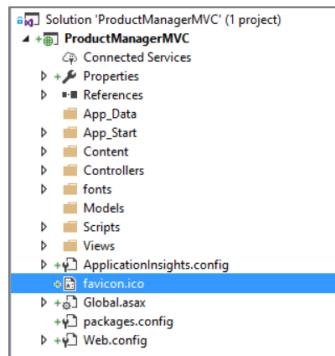 Solution 'ProductManagerMVC' (1 project)
ProductManagerMVC
Connected Services
Properties
References
App_Data
App_Start
Content
Controllers
fonts
Models
Scripts
Views
ApplicationInsights.config
favicon.ico
Global.asax
packages.config
Web.config